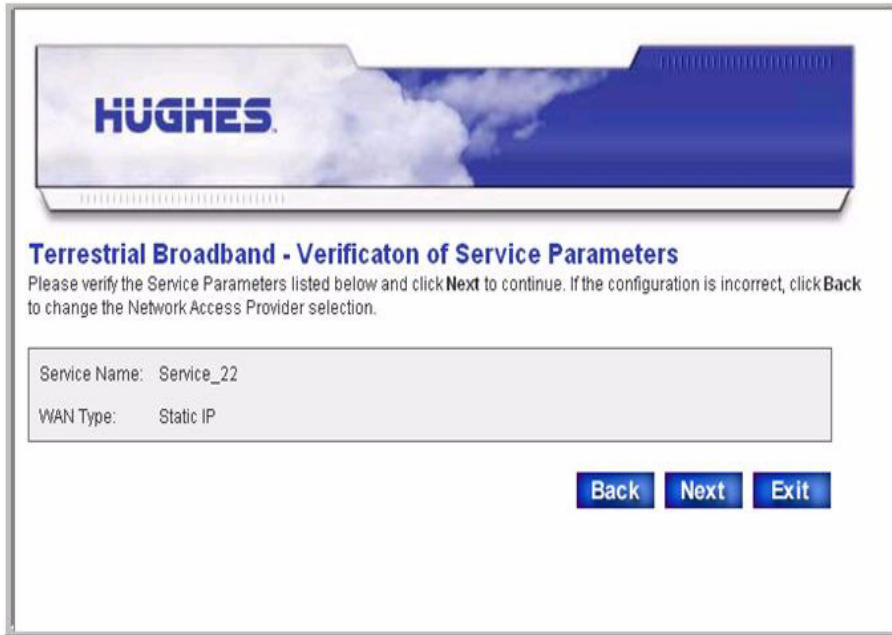 HUGHES
Terrestrial Broadband - Verificaton of Service Parameters
Please verify the Service Parameters listed below and click Next to continue. If the configuration is incorrect, click Back
to change the Network Access Provider selection.
Service Name: Service_22
WAN Type: Static IP
Back Next Exit